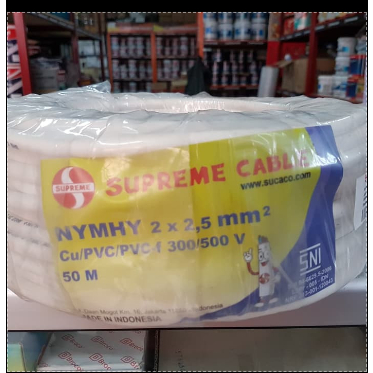 SUPREME CABLE
SUPREME
www.sucaco.com
NYMHY 2 x 2,5 mm²
Cu/PVC/PVC f 300/500 V
50 M
SNI
MADE IN INDONESIA